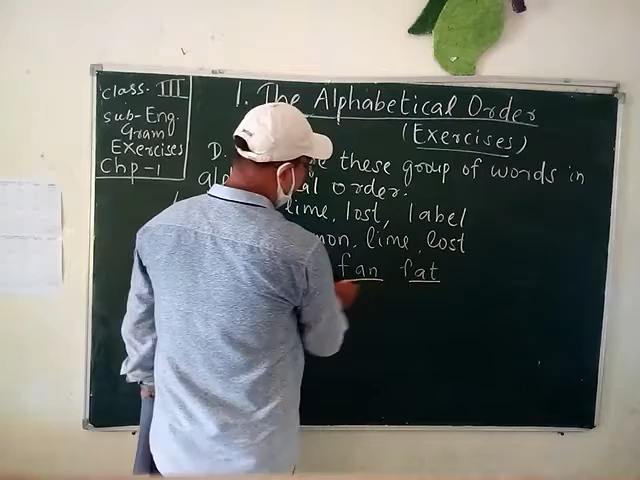 Class. III
Sub-Eng.
Gram
Exercises
Chp-1
1. The Alphabetical Order
(Exercises)
D. these group of words in
order.
lime, lost, label
lime, lost
fan fat